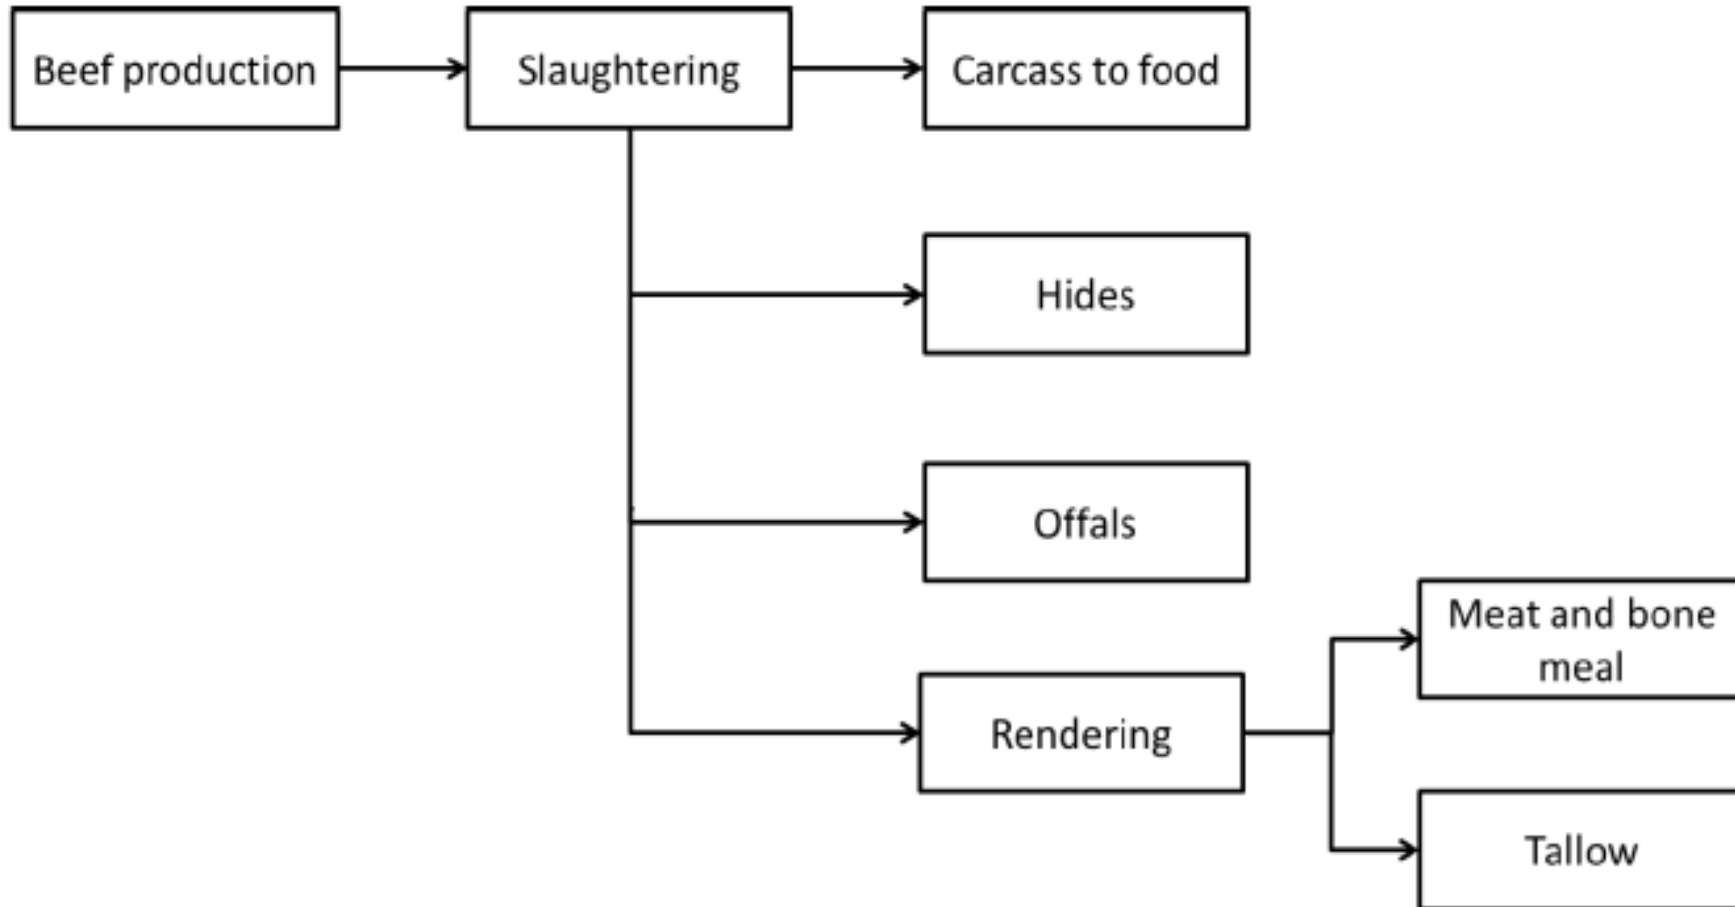 Beef production
Slaughtering
Carcass to food
Hides
Offals
Meat and bone
meal
Rendering
Tallow